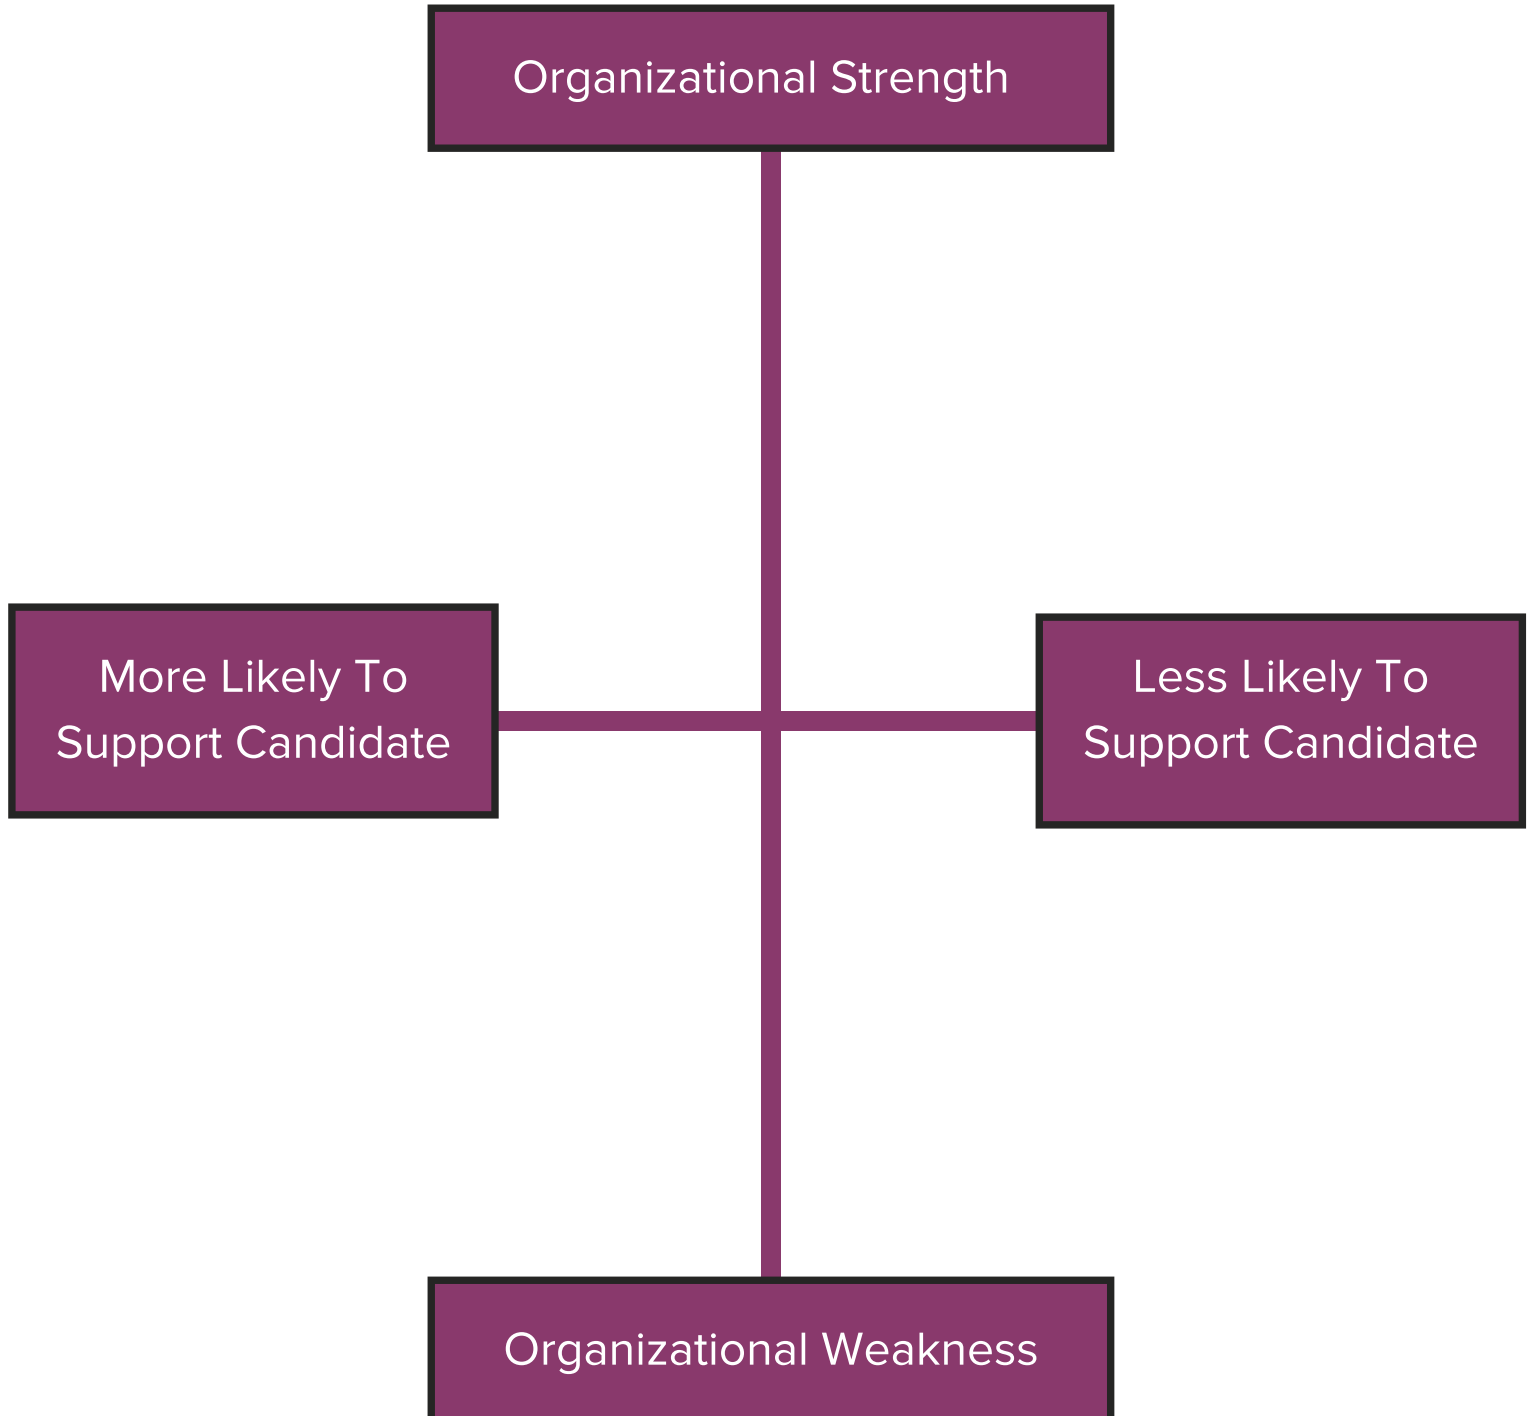 Organizational Strength
More Likely To
Support Candidate
Less Likely To
Support Candidate
Organizational Weakness